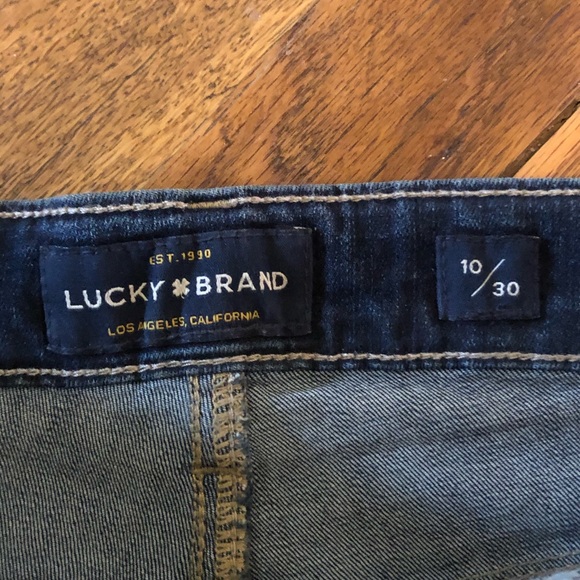 EST. 1990
LUCKY BRAND
LOS ANGELES, CALIFORNIA
10/30